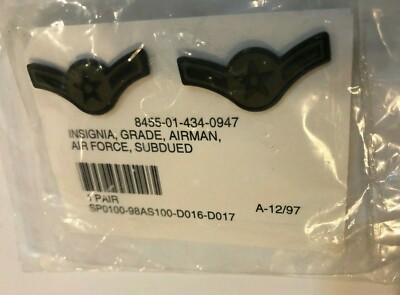 8455-01-434-0947
INSIGNIA, GRADE, AIRMAN,
AIR FORCE, SUBDUED
1 PAIR
SP0100-98AS100-D016-D017 A-12/97